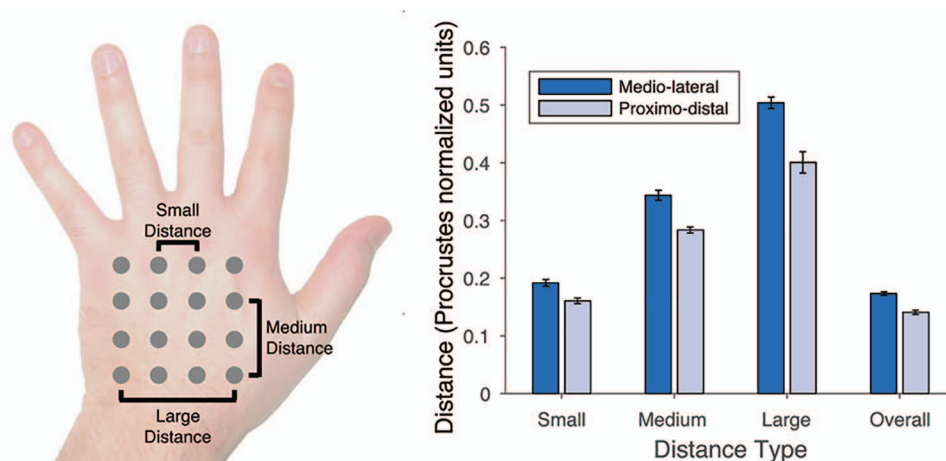 Small
Distance
Medium
Distance
Large
Distance
Distance (Procrustes normalized units)
0.6
0.5
0.4
0.3
0.2
0.1
0
Medio-lateral
Proximo-distal
Small Medium Large Overall
Distance Type